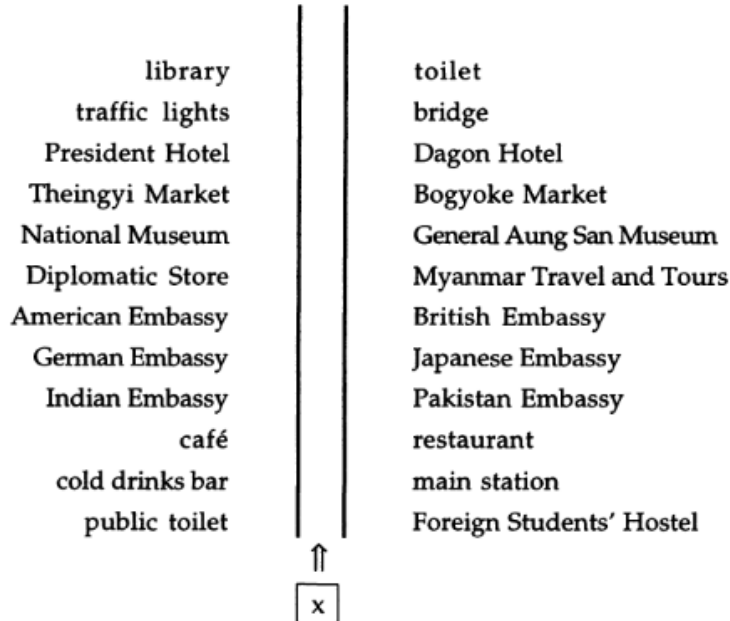 library toilet
traffic lights bridge
President Hotel Dagon Hotel
Theingyi Market Bogyoke Market
National Museum General Aung San Museum
Diplomatic Store Myanmar Travel and Tours
American Embassy British Embassy
German Embassy Japanese Embassy
Indian Embassy Pakistan Embassy
café restaurant
cold drinks bar main station
public toilet Foreign Students' Hostel
⇑
x